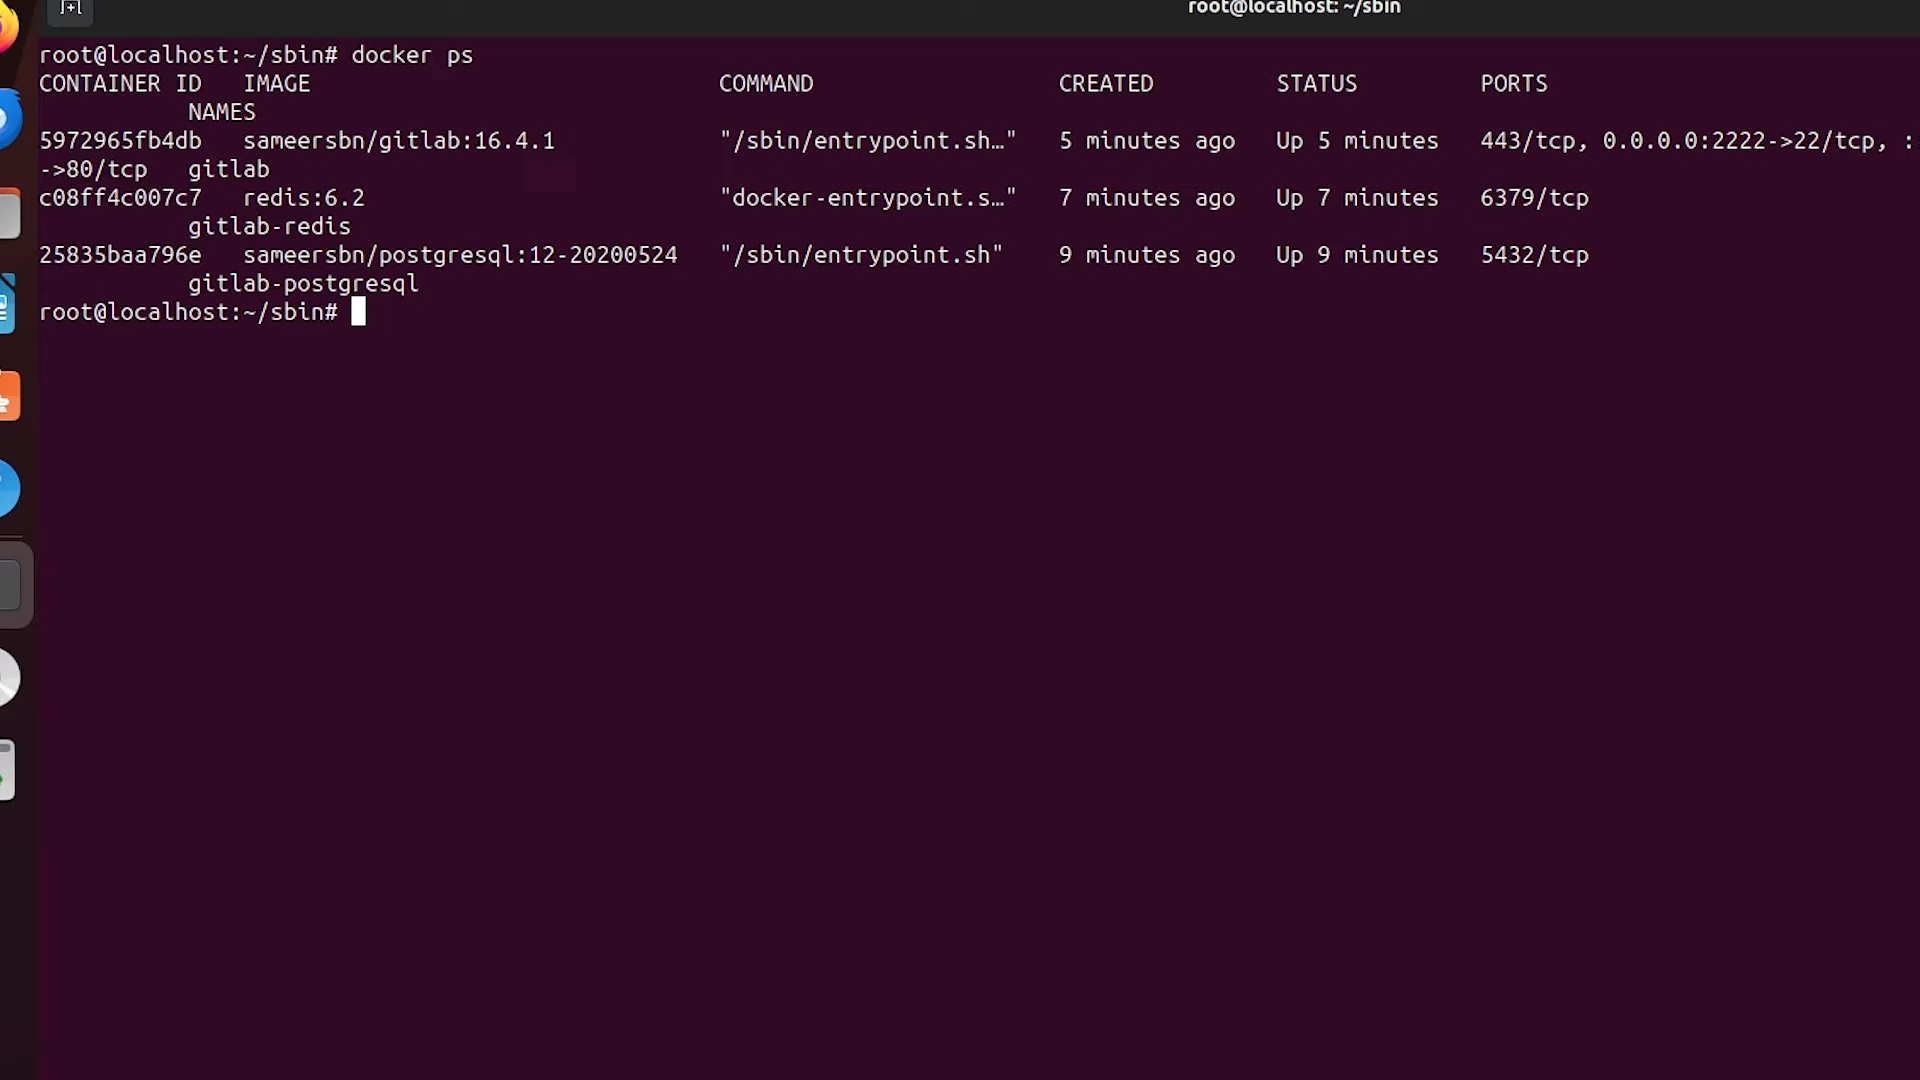 root@localhost: ~/sbin
root@localhost:~/sbin# docker ps
CONTAINER ID   IMAGE                              COMMAND                  CREATED         STATUS         PORTS
           NAMES
5972965fb4db   sameersbn/gitlab:16.4.1            "/sbin/entrypoint.sh…"   5 minutes ago   Up 5 minutes   443/tcp, 0.0.0.0:2222->22/tcp, :
->80/tcp   gitlab
c08ff4c007c7   redis:6.2                          "docker-entrypoint.s…"   7 minutes ago   Up 7 minutes   6379/tcp
           gitlab-redis
25835baa796e   sameersbn/postgresql:12-20200524   "/sbin/entrypoint.sh"    9 minutes ago   Up 9 minutes   5432/tcp
           gitlab-postgresql
root@localhost:~/sbin#